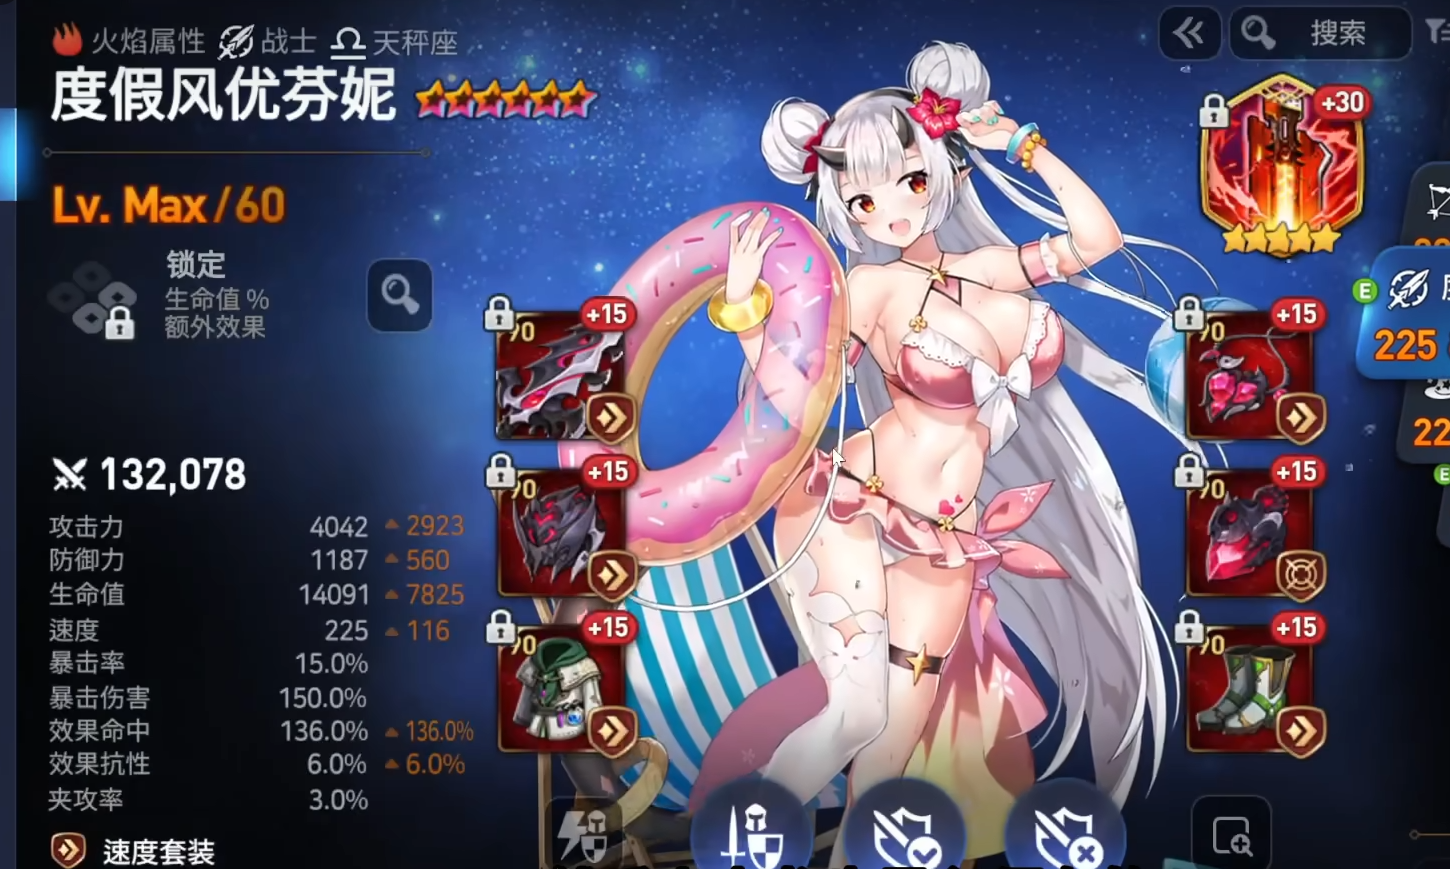 火焰属性 战士 天秤座
搜索
度假风优芬妮
+30
Lv. Max/60
锁定
生命值 %
额外效果
225
+15
+15
132,078
+15
+15
攻击力 4042 2923
防御力 1187 560
生命值 14091 7825
速度 225 116
+15
+15
暴击率 15.0%
暴击伤害 150.0%
效果命中 136.0% 136.0%
效果抗性 6.0% 6.0%
夹攻率 3.0%
速度套装